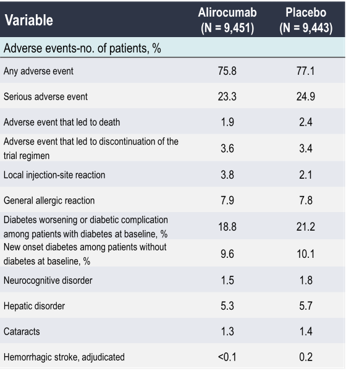 Variable Alirocumab (N = 9,451) Placebo (N = 9,443)
Adverse events-no. of patients, %
Any adverse event 75.8 77.1
Serious adverse event 23.3 24.9
Adverse event that led to death 1.9 2.4
Adverse event that led to discontinuation of the
trial regimen 3.6 3.4
Local injection-site reaction 3.8 2.1
General allergic reaction 7.9 7.8
Diabetes worsening or diabetic complication
among patients with diabetes at baseline, % 18.8 21.2
New onset diabetes among patients without
diabetes at baseline, % 9.6 10.1
Neurocognitive disorder 1.5 1.8
Hepatic disorder 5.3 5.7
Cataracts 1.3 1.4
Hemorrhagic stroke, adjudicated <0.1 0.2